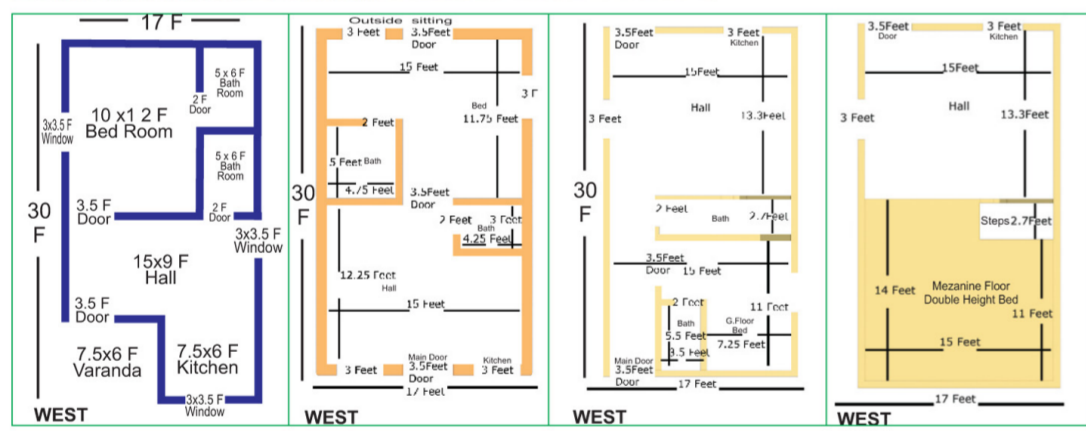 17 F
5 x 6 F
Bath
Room
2 F
Door
10 x1 2 F
Bed Room
3x3.5 F
Window
5 x 6 F
Bath
Room
30
F
3.5 F
Door
2 F
Door
3x3.5 F
Window
15x9 F
Hall
3.5 F
Door
7.5x6 F
Varanda
7.5x6 F
Kitchen
3x3.5 F
Window
WEST
Outside sitting
3 Feet
3.5Feet
Door
15 Feet
Bed
11.75 Feet
2 Feet
5 Feet Bath
4.75 Feet
30
F
3.5Feet
Door
2 Feet
3 Feet
Bath
4.25 Feet
12.25 Feet
Hall
15 Feet
Main Door
3.5Feet
Door
Kitchen
3 Feet
3 Feet
17 Feet
WEST
3.5Feet
Door
3 Feet
Kitchen
15Feet
Hall
3 Feet
13.3Feet
30
F
2 Feet
Bath
2.7Feet
3.5Feet
Door
15 Feet
2 Feet
11 Feet
Bath
G.Floor
Bed
5.5 Feet
7.25 Feet
3.5 Feet
Main Door
3.5Feet
Door
17 Feet
WEST
3.5Feet
Door
3 Feet
Kitchen
15Feet
Hall
3 Feet
13.3Feet
Steps
2.7Feet
14 Feet
Mezanine Floor
Double Height Bed
11 Feet
15 Feet
17 Feet
WEST